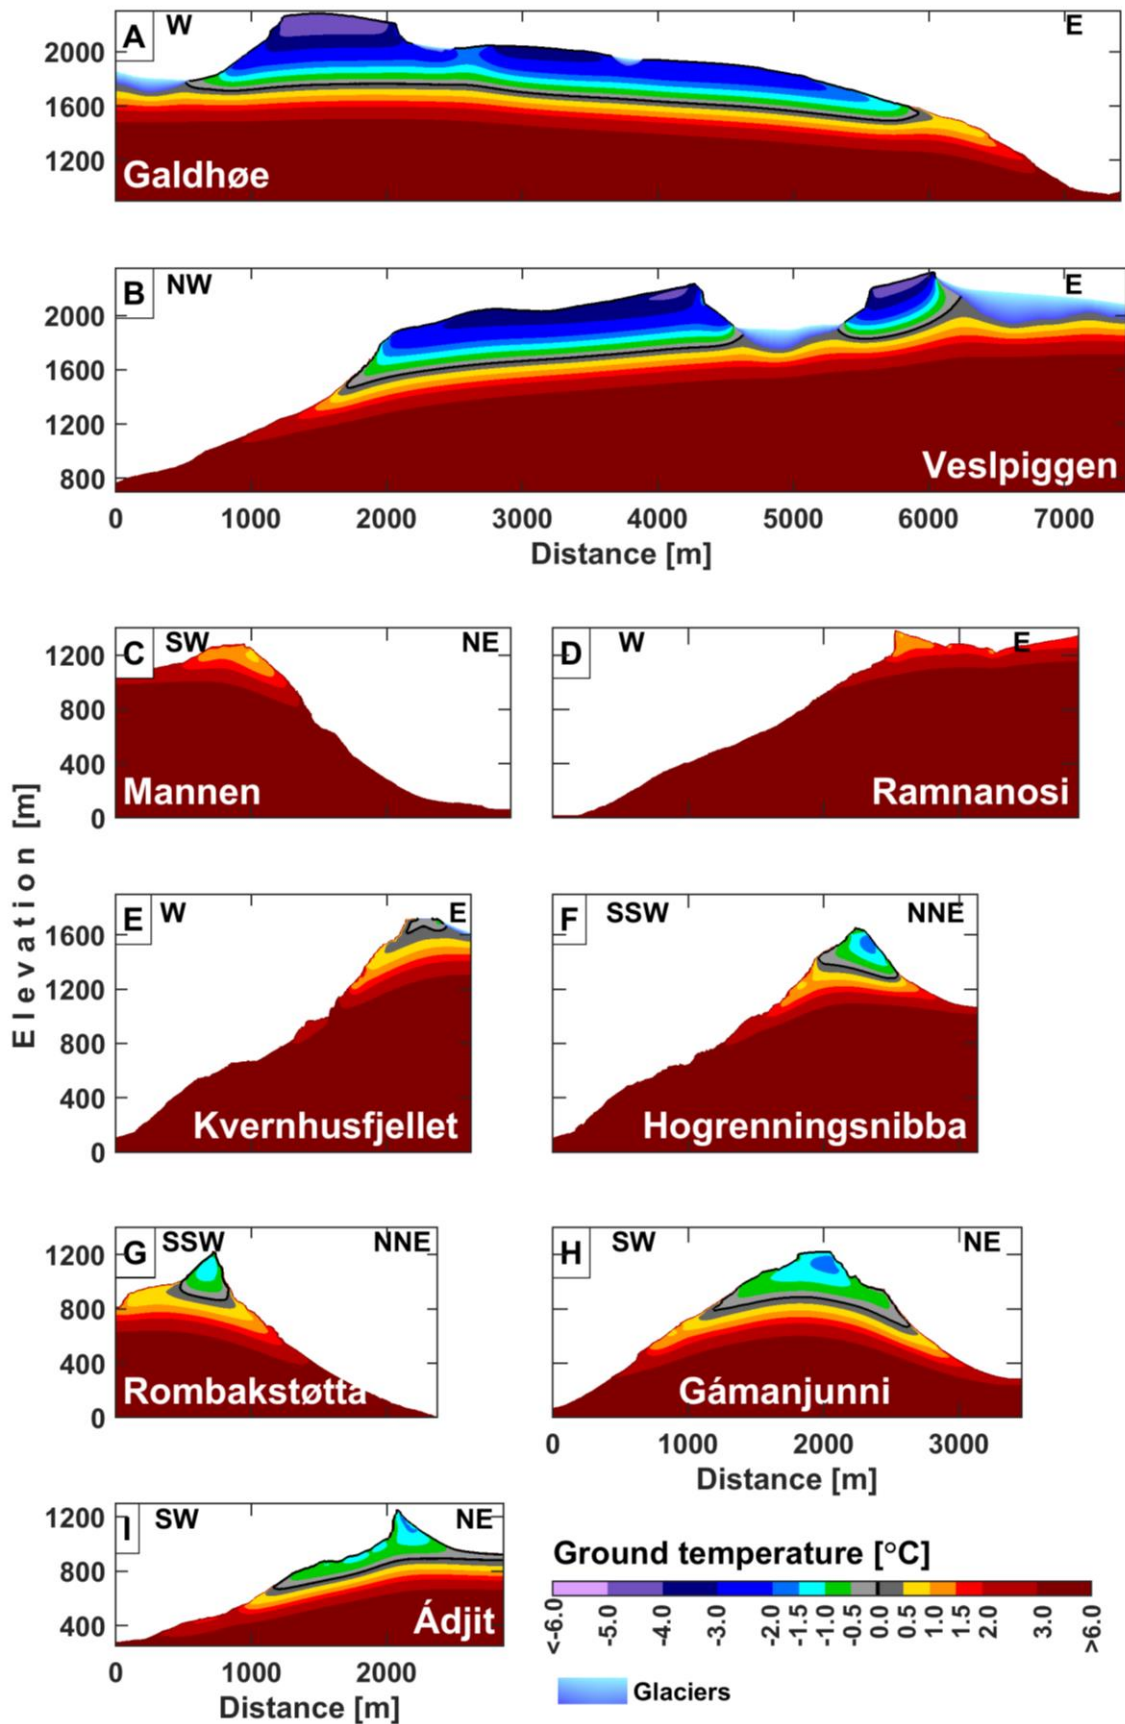 A W E
2000
1600
1200
Galdhøe
B NW E
2000
1600
1200
800
Veslpiggen
0 1000 2000 3000 4000 5000 6000 7000
Distance [m]
Elevation [m]
C SW NE
1200
800
400
0
Mannen
D W E
Ramnanosi
E W E
1600
1200
800
400
0
Kvernhusfjellet
F SSW NNE
Hogrenningsnibba
G SSW NNE
1200
800
400
0
Rombakstøtta
H SW NE
Gámanjunni
0 1000 2000 3000
Distance [m]
I SW NE
1200
800
400
Ádjit
0 1000 2000
Distance [m]
Ground temperature [°C]
<-6.0 -5.0 -4.0 -3.0 -2.0 -1.5 -1.0 -0.5 0.0 0.5 1.0 1.5 2.0 3.0 >6.0
Glaciers